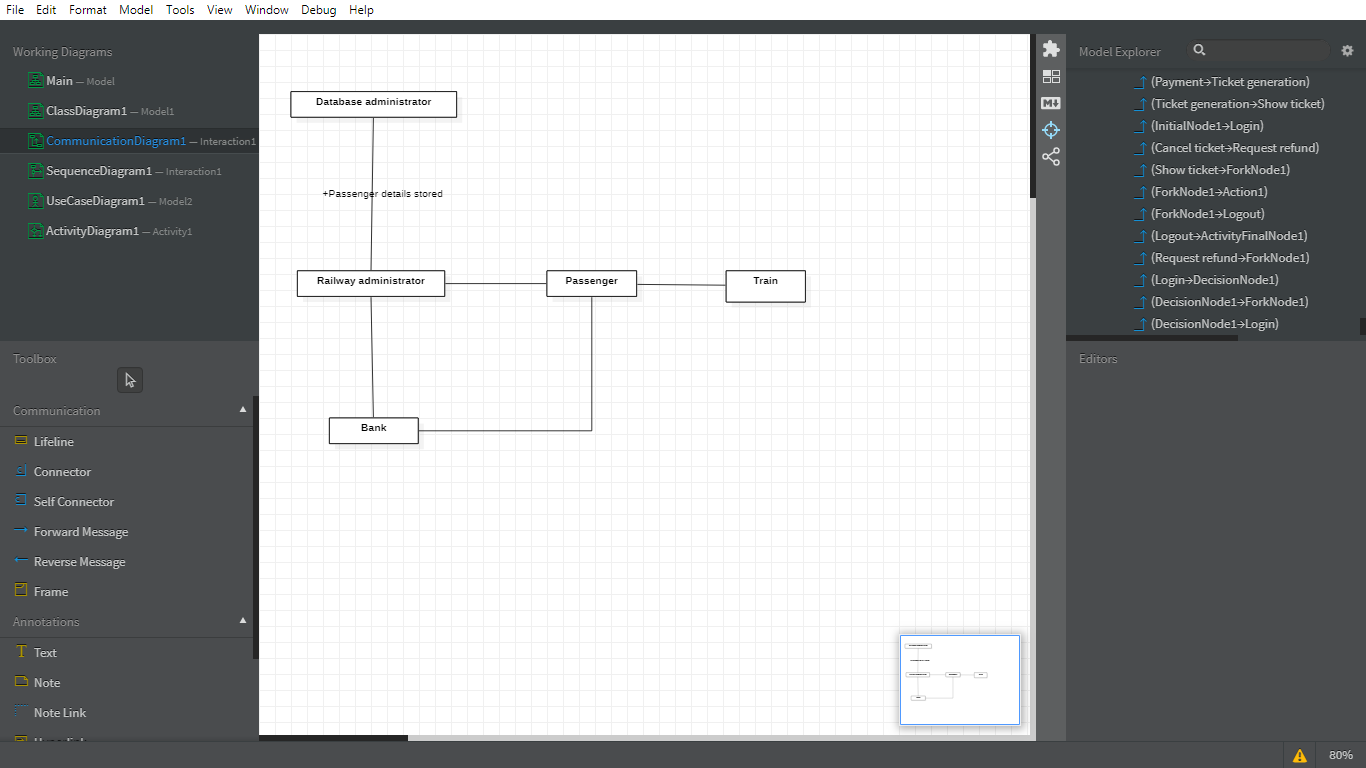 File Edit Format Model Tools View Window Debug Help
Working Diagrams
Main — Model
ClassDiagram1 — Model1
CommunicationDiagram1 — Interaction1
SequenceDiagram1 — Interaction1
UseCaseDiagram1 — Model2
ActivityDiagram1 — Activity1
Toolbox
Communication
Lifeline
Connector
Self Connector
Forward Message
Reverse Message
Frame
Annotations
Text
Note
Note Link
Database administrator
+Passenger details stored
Railway administrator
Passenger
Train
Bank
M
Model Explorer
(Payment→Ticket generation)
(Ticket generation→Show ticket)
(InitialNode1→Login)
(Cancel ticket→Request refund)
(Show ticket→ForkNode1)
(ForkNode1→Action1)
(ForkNode1→Logout)
(Logout→ActivityFinalNode1)
(Request refund→ForkNode1)
(Login→DecisionNode1)
(DecisionNode1→ForkNode1)
(DecisionNode1→Login)
Editors
80%